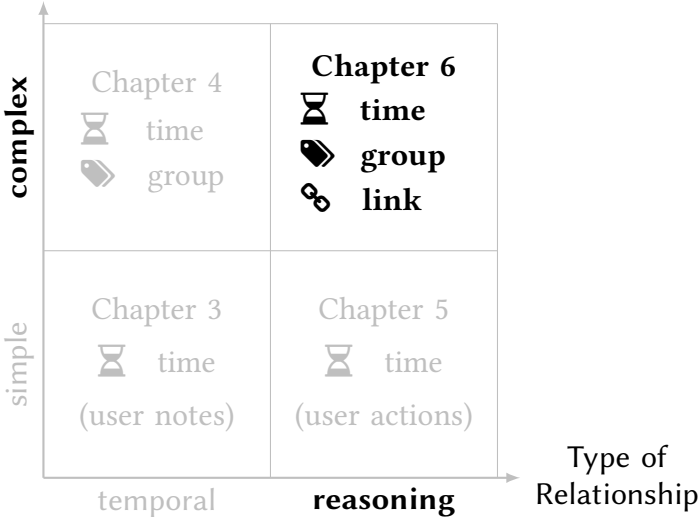 complex
Chapter 4
time
group
Chapter 6
time
group
link
simple
Chapter 3
time
(user notes)
Chapter 5
time
(user actions)
temporal
reasoning
Type of
Relationship